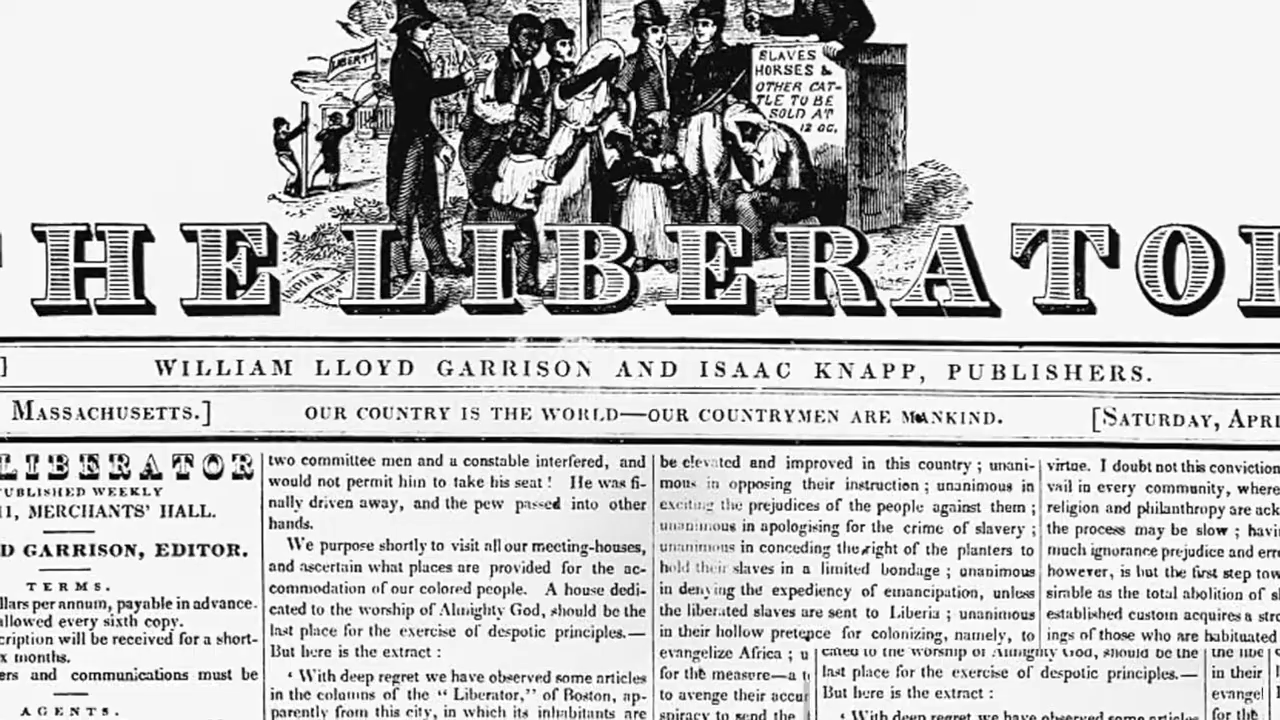 LIBERTY
SLAVES
HORSES &
OTHER CAT-
TLE TO BE
SOLD AT
12 OC.
HE LIBERATO
WILLIAM LLOYD GARRISON AND ISAAC KNAPP, PUBLISHERS.
MASSACHUSETTS.]
OUR COUNTRY IS THE WORLD—OUR COUNTRYMEN ARE MANKIND.
[SATURDAY, APRI
LIBERATOR
UBLISHED WEEKLY
11, MERCHANTS' HALL.
D GARRISON, EDITOR.
TERMS.
llars per annum, payable in advance.
allowed every sixth copy.
cription will be received for a short-
x months.
ers and communications must be
AGENTS.
two committee men and a constable interfered, and
would not permit him to take his seat! He was fi-
nally driven away, and the pew passed into other
hands.
We purpose shortly to visit all our meeting-houses,
and ascertain what places are provided for the ac-
commodation of our colored people. A house dedi-
cated to the worship of Almighty God, should be the
last place for the exercise of despotic principles.—
But here is the extract :
‘ With deep regret we have observed some articles
in the columns of the “ Liberator,” of Boston, ap-
parently from this city, in which its inhabitants are
be elevated and improved in this country ; unani-
mous in opposing their instruction ; unanimous in
exciting the prejudices of the people against them ;
unanimous in apologising for the crime of slavery ;
unanimous in conceding the right of the planters to
hold their slaves in a limited bondage ; unanimous
in denying the expediency of emancipation, unless
the liberated slaves are sent to Liberia ; unanimous
in their hollow pretence for colonizing, namely, to
evangelize Africa ; u
for the measure—a
to avenge their accu
spiracy to send the
virtue. I doubt not this conviction
vail in every community, where
religion and philanthropy are ack
the process may be slow ; havi
much ignorance prejudice and err
however, is but the first step tow
sirable as the total abolition of sl
established custom acquires a stro
ings of those who are habituated
cated to the worship of Almighty God, should be the
last place for the exercise of despotic principles.—
But here is the extract :
‘ With deep regret we have observed some articles
the libe
in their
evangel
for the